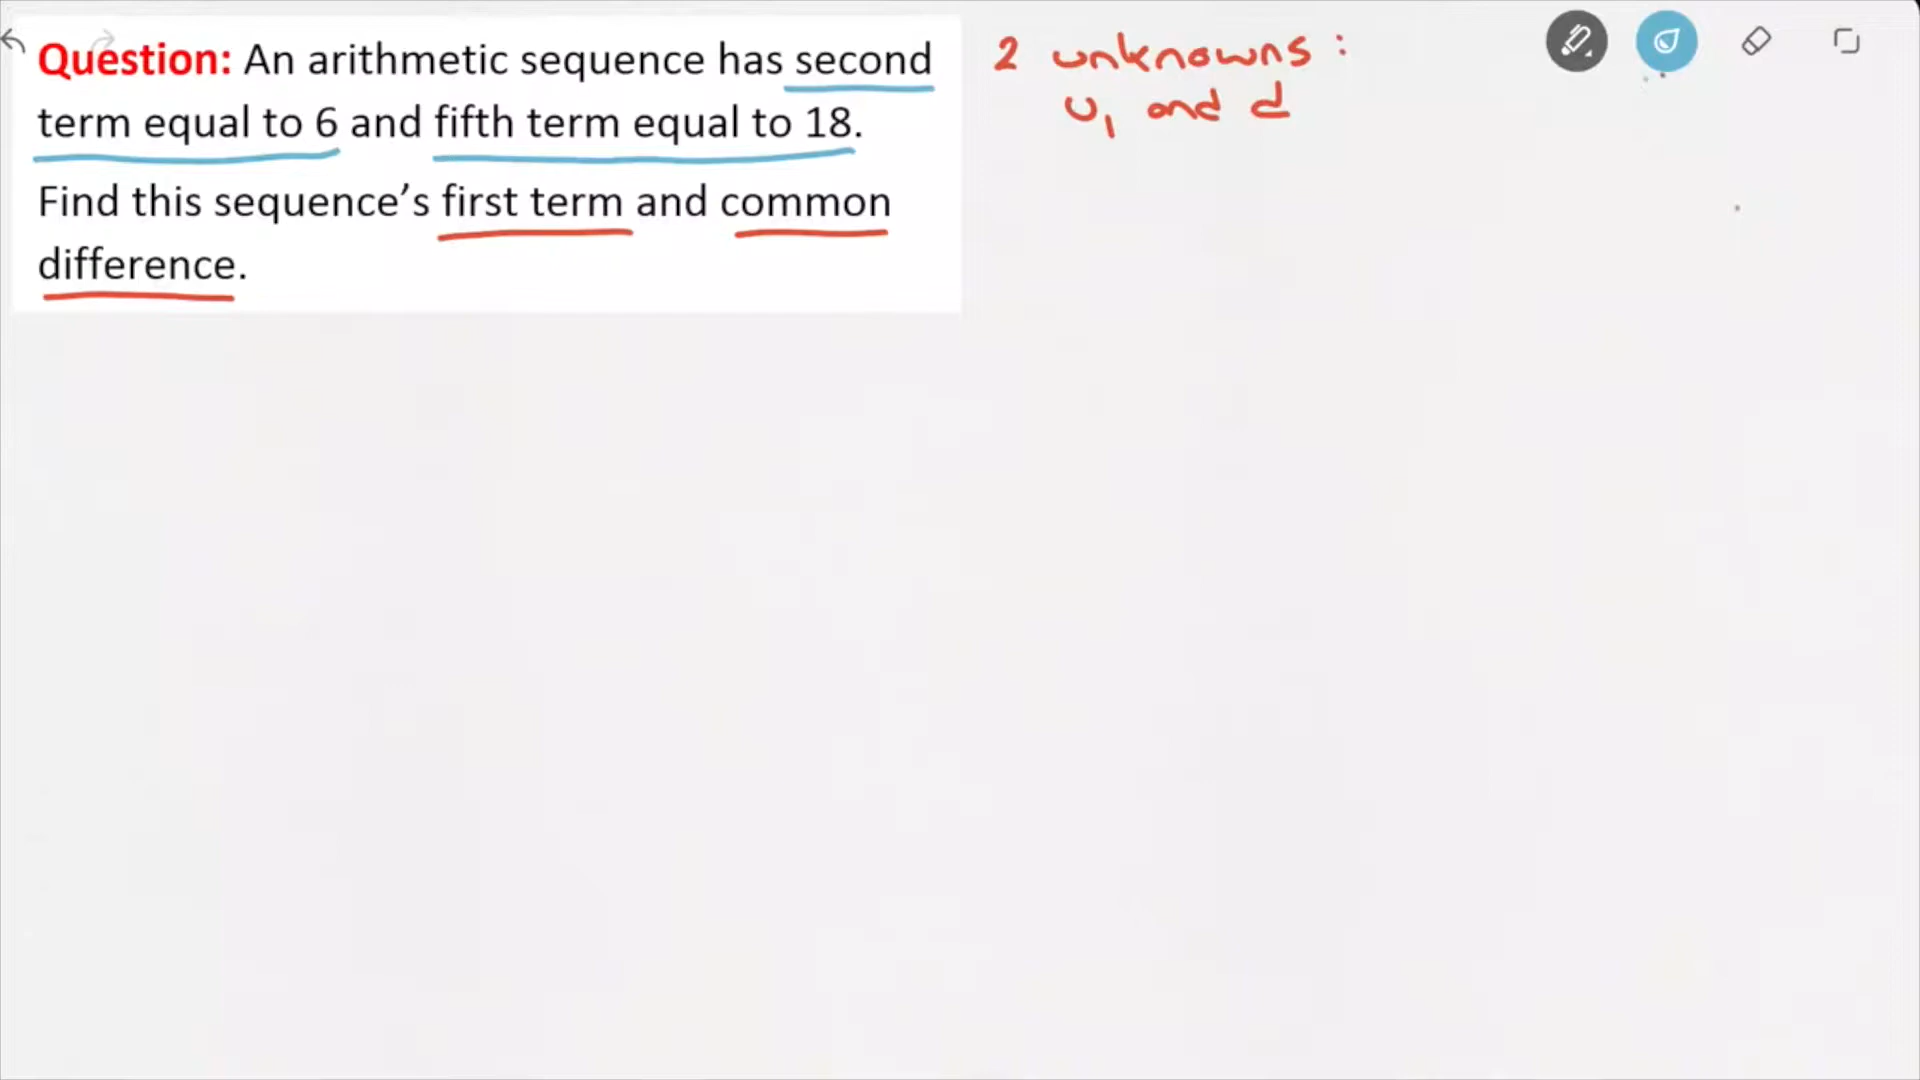 Question: An arithmetic sequence has second
term equal to 6 and fifth term equal to 18.
Find this sequence’s first term and common
difference.
2 unknowns :
u₁ and d